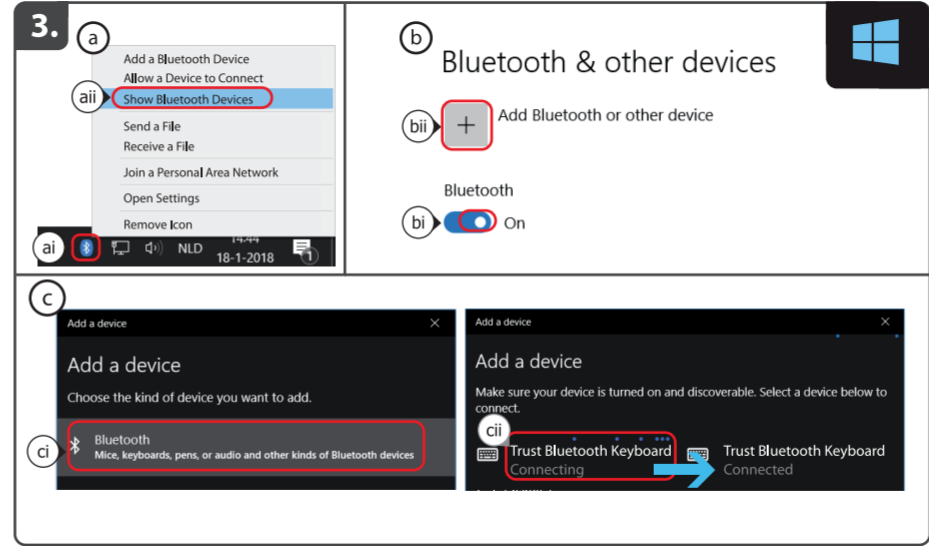 3.
a
Add a Bluetooth Device
Allow a Device to Connect
aii
Show Bluetooth Devices
Send a File
Receive a File
Join a Personal Area Network
Open Settings
Remove Icon
ai
NLD
14:44
18-1-2018
1
b
Bluetooth & other devices
bii
+
Add Bluetooth or other device
Bluetooth
bi
On
c
Add a device
Add a device
Choose the kind of device you want to add.
ci
Bluetooth
Mice, keyboards, pens, or audio and other kinds of Bluetooth devices
Add a device
Add a device
Make sure your device is turned on and discoverable. Select a device below to
connect.
cii
Trust Bluetooth Keyboard
Connecting
Trust Bluetooth Keyboard
Connected